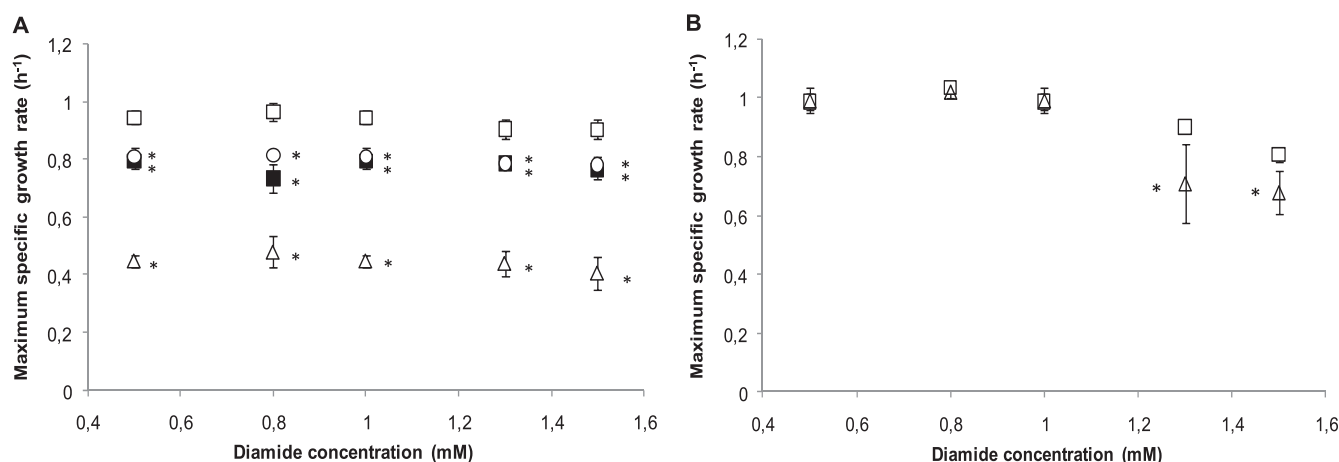 A
Maximum specific growth rate (h-1)
1,2
1
0,8
0,6
0,4
0,2
0
* * * * *
* * * * *
* * * * *
0,4 0,6 0,8 1 1,2 1,4 1,6
Diamide concentration (mM)
B
Maximum specific growth rate (h-1)
1,2
1
0,8
0,6
0,4
0,2
0
* *
0,4 0,6 0,8 1 1,2 1,4 1,6
Diamide concentration (mM)